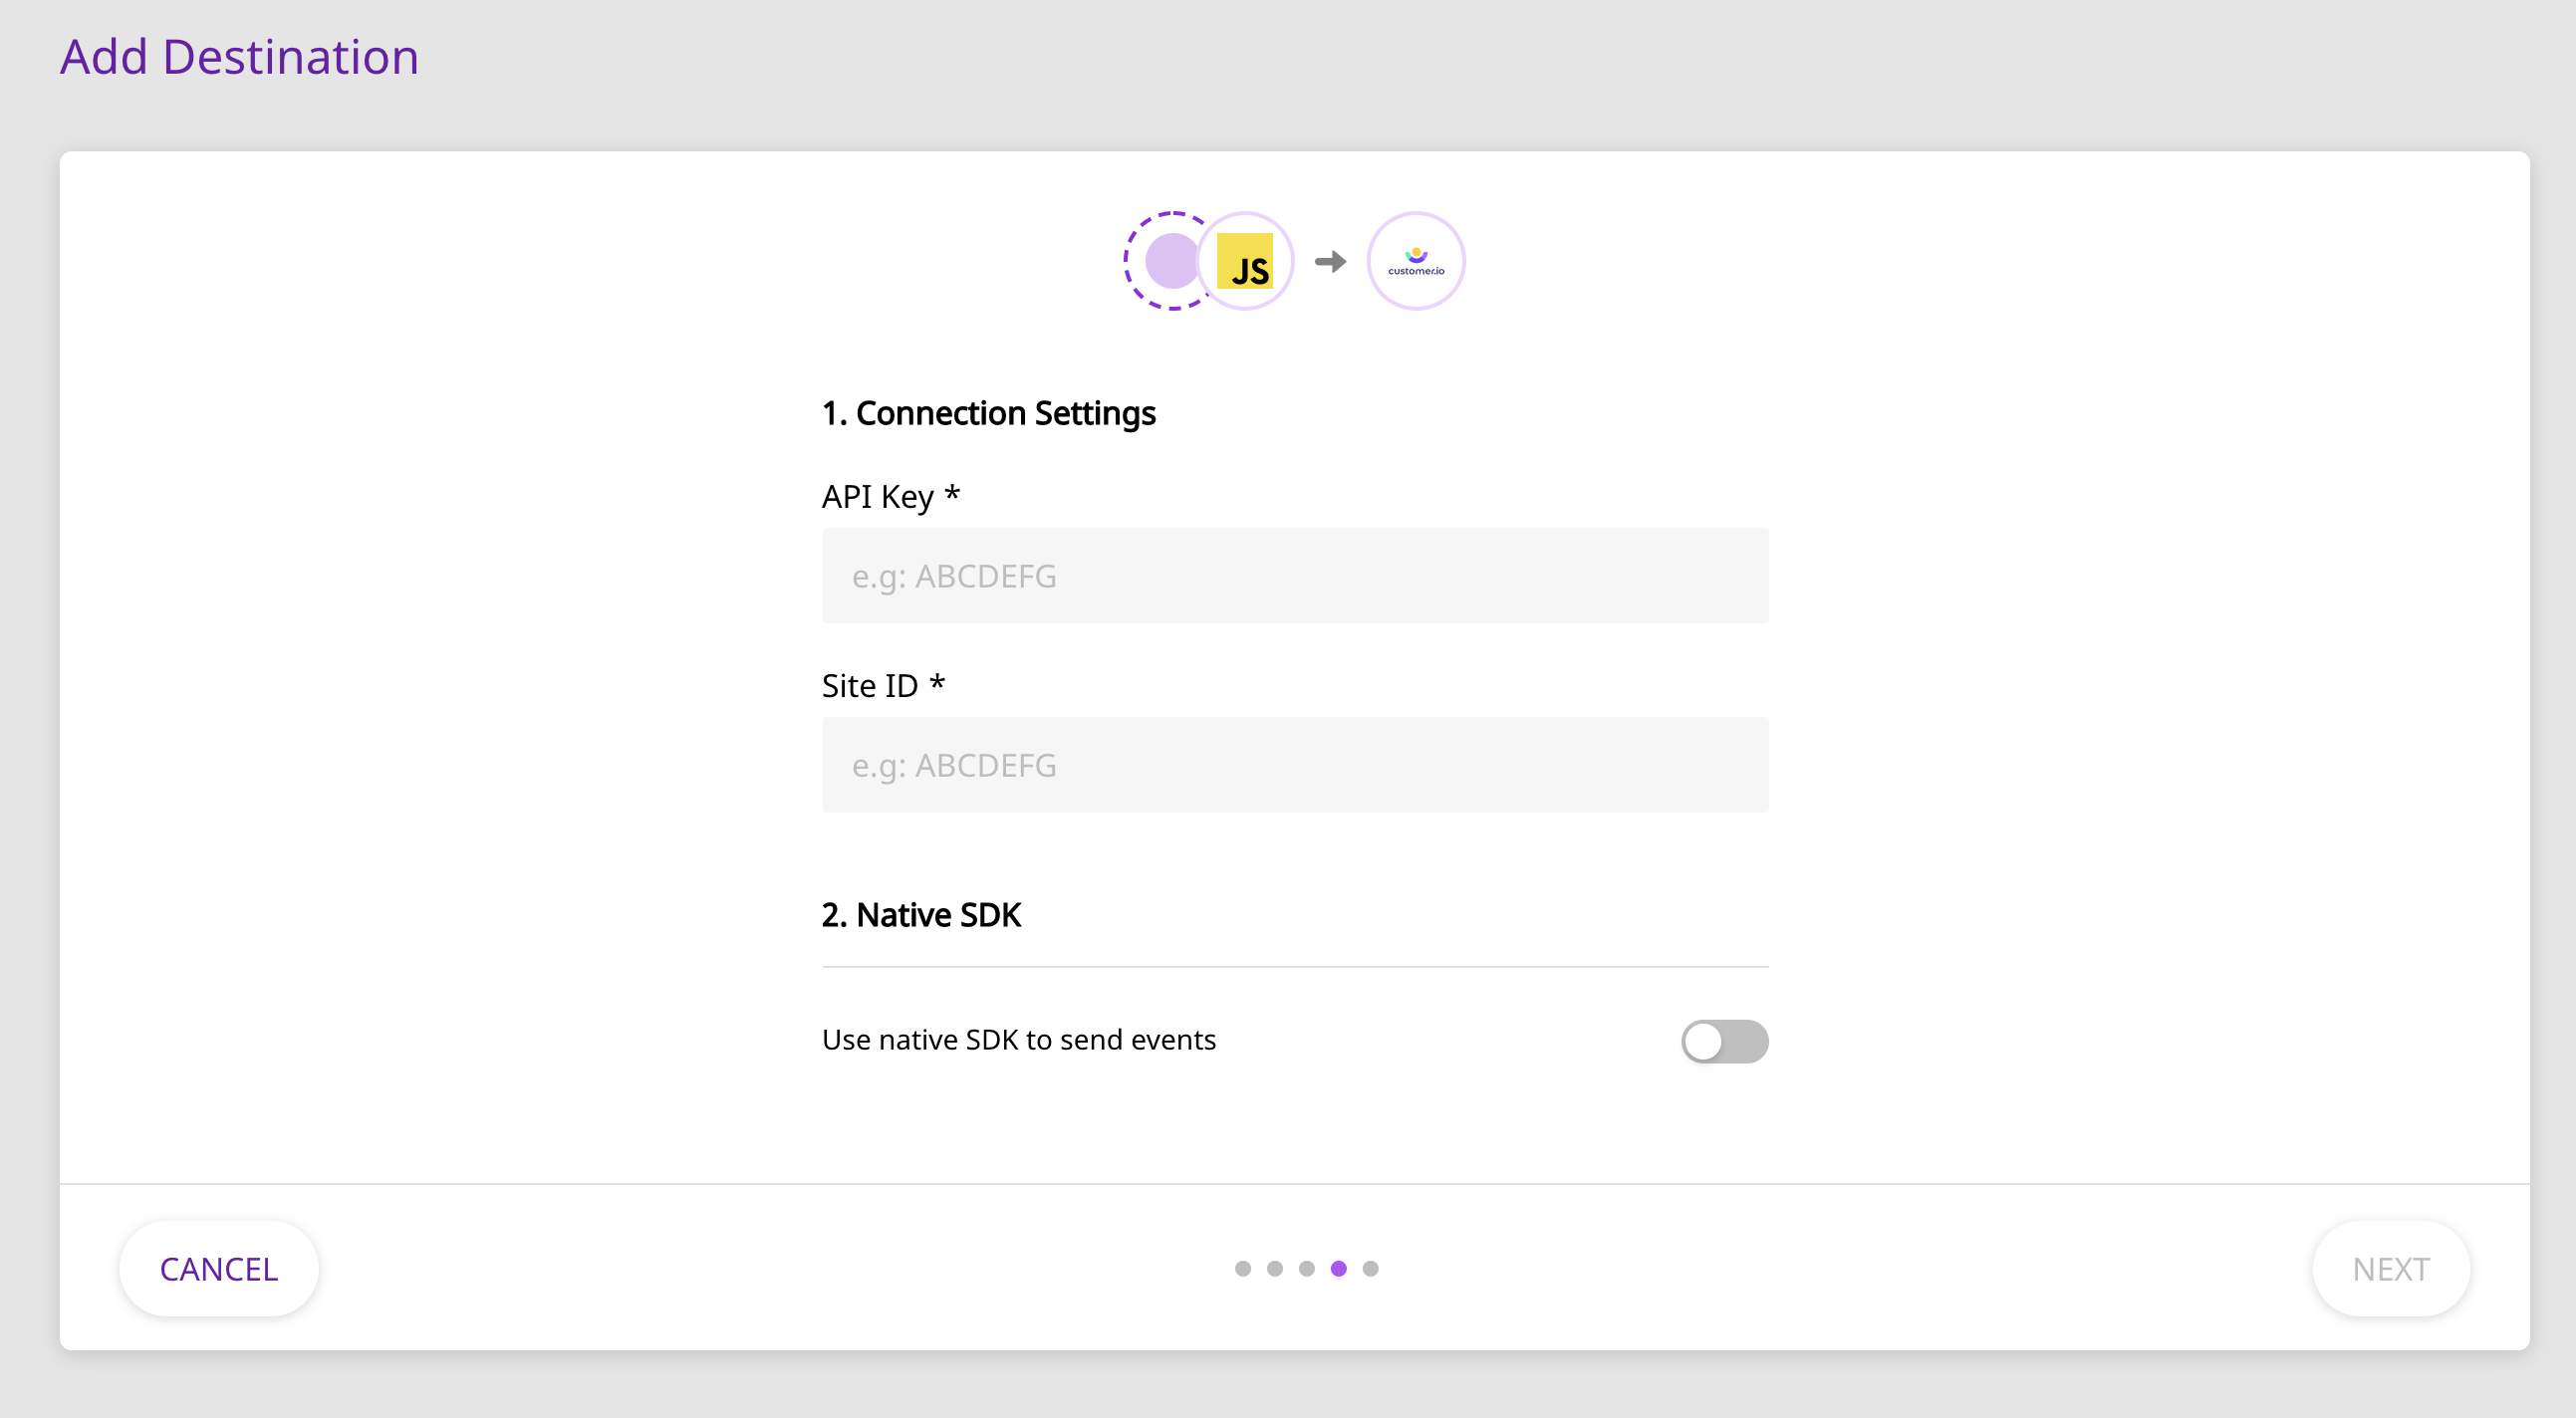 Add Destination
JS
customer.io
1. Connection Settings
API Key *
e.g: ABCDEFG
Site ID *
e.g: ABCDEFG
2. Native SDK
Use native SDK to send events
CANCEL
NEXT